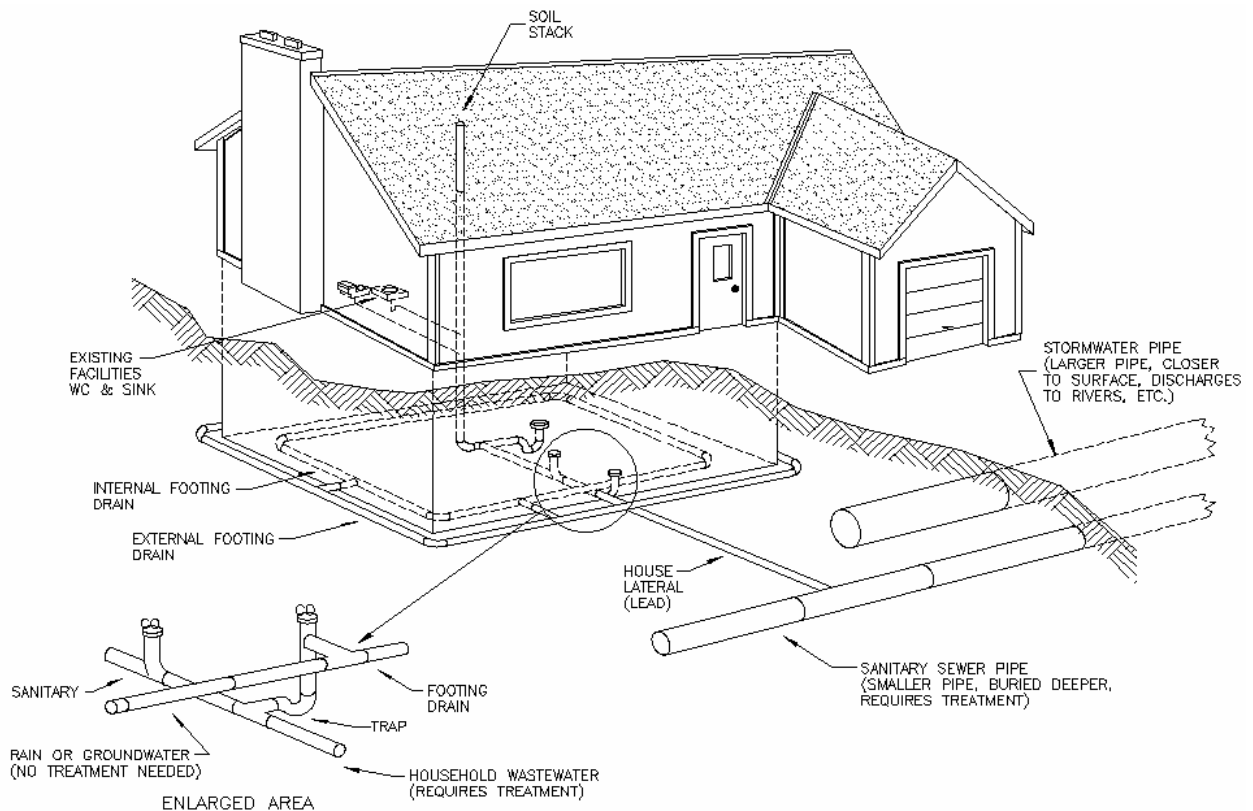 SOIL
STACK
EXISTING
FACILITIES
WC & SINK
STORMWATER PIPE
(LARGER PIPE, CLOSER
TO SURFACE, DISCHARGES
TO RIVERS, ETC.)
INTERNAL FOOTING
DRAIN
EXTERNAL FOOTING
DRAIN
HOUSE
LATERAL
(LEAD)
SANITARY SEWER PIPE
(SMALLER PIPE, BURIED DEEPER,
REQUIRES TREATMENT)
SANITARY
FOOTING
DRAIN
TRAP
RAIN OR GROUNDWATER
(NO TREATMENT NEEDED)
HOUSEHOLD WASTEWATER
(REQUIRES TREATMENT)
ENLARGED AREA